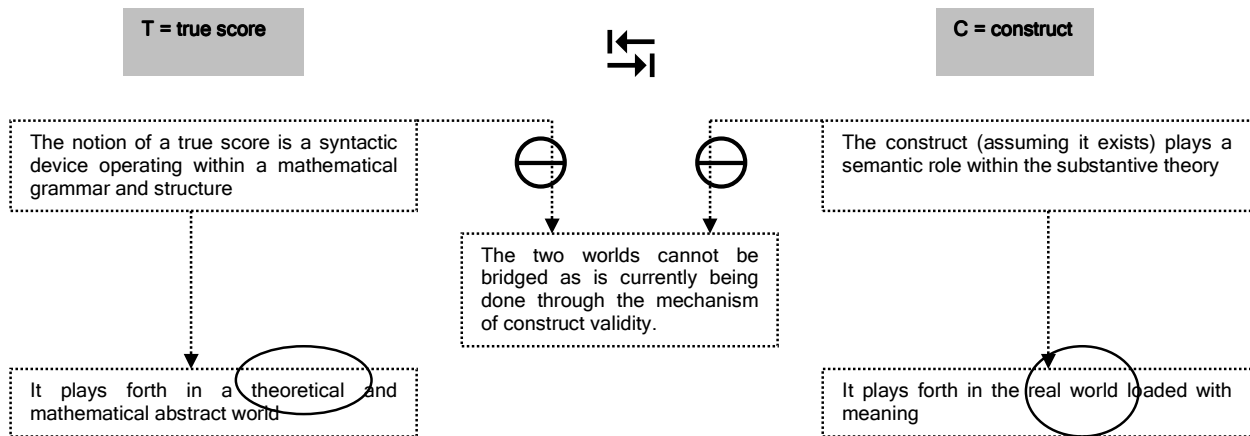 T = true score
C = construct
The notion of a true score is a syntactic
device operating within a mathematical
grammar and structure
The construct (assuming it exists) plays a
semantic role within the substantive theory
The two worlds cannot be
bridged as is currently being
done through the mechanism
of construct validity.
It plays forth in a theoretical and
mathematical abstract world
It plays forth in the real world loaded with
meaning